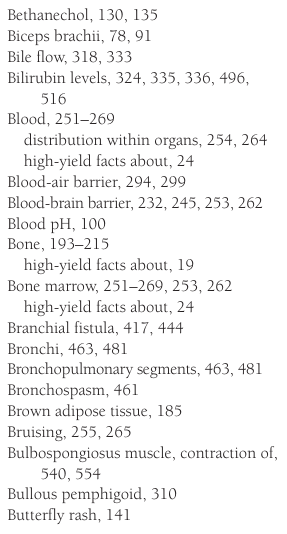 Bethanechol, 130, 135
Biceps brachii, 78, 91
Bile flow, 318, 333
Bilirubin levels, 324, 335, 336, 496,
516
Blood, 251–269
distribution within organs, 254, 264
high-yield facts about, 24
Blood-air barrier, 294, 299
Blood-brain barrier, 232, 245, 253, 262
Blood pH, 100
Bone, 193–215
high-yield facts about, 19
Bone marrow, 251–269, 253, 262
high-yield facts about, 24
Branchial fistula, 417, 444
Bronchi, 463, 481
Bronchopulmonary segments, 463, 481
Bronchospasm, 461
Brown adipose tissue, 185
Bruising, 255, 265
Bulbospongiosus muscle, contraction of,
540, 554
Bullous pemphigoid, 310
Butterfly rash, 141